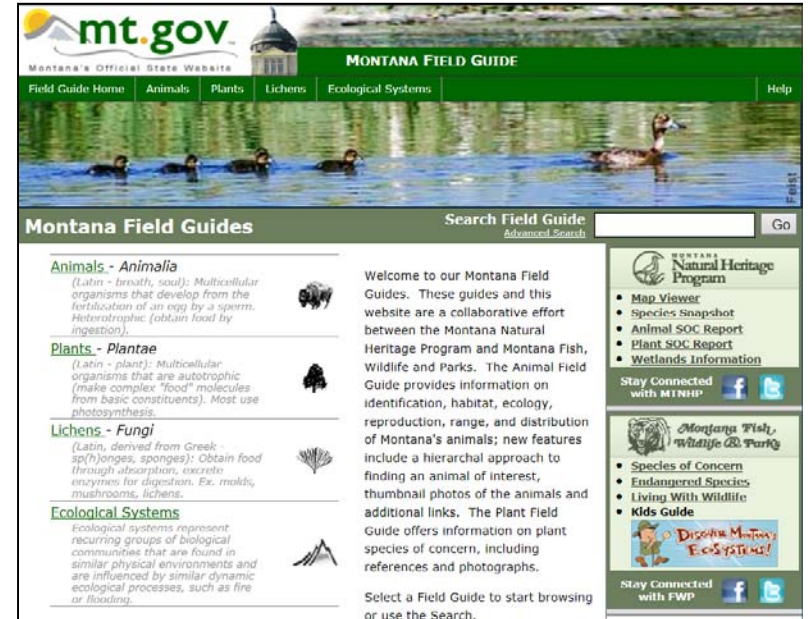 mt.gov
Montana's Official State Website
MONTANA FIELD GUIDE
Field Guide Home
Animals
Plants
Lichens
Ecological Systems
Help
Feist
Montana Field Guides
Search Field Guide
Advanced Search
Go
Animals - Animalia
(Latin - breath, soul): Multicellular
organisms that develop from the
fertilization of an egg by a sperm.
Heterotrophic (obtain food by
ingestion).
Plants - Plantae
(Latin - plant): Multicellular
organisms that are autotrophic
(make complex "food" molecules
from basic constituents). Most use
photosynthesis.
Lichens - Fungi
(Latin, derived from Greek -
sp(h)onges, sponges): Obtain food
through absorption, excrete
enzymes for digestion. Ex. molds,
mushrooms, lichens.
Ecological Systems
Ecological systems represent
recurring groups of biological
communities that are found in
similar physical environments and
are influenced by similar dynamic
ecological processes, such as fire
or flooding.
Welcome to our Montana Field
Guides. These guides and this
website are a collaborative effort
between the Montana Natural
Heritage Program and Montana Fish,
Wildlife and Parks. The Animal Field
Guide provides information on
identification, habitat, ecology,
reproduction, range, and distribution
of Montana's animals; new features
include a hierarchal approach to
finding an animal of interest,
thumbnail photos of the animals and
additional links. The Plant Field
Guide offers information on plant
species of concern, including
references and photographs.
Select a Field Guide to start browsing
or use the Search.
MONTANA
Natural Heritage
Program
Map Viewer
Species Snapshot
Animal SOC Report
Plant SOC Report
Wetlands Information
Stay Connected
with MTNHP
Montana Fish,
Wildlife & Parks
Species of Concern
Endangered Species
Living With Wildlife
Kids Guide
DISCOVER MONTANA'S
ECOSYSTEMS!
Stay Connected
with FWP